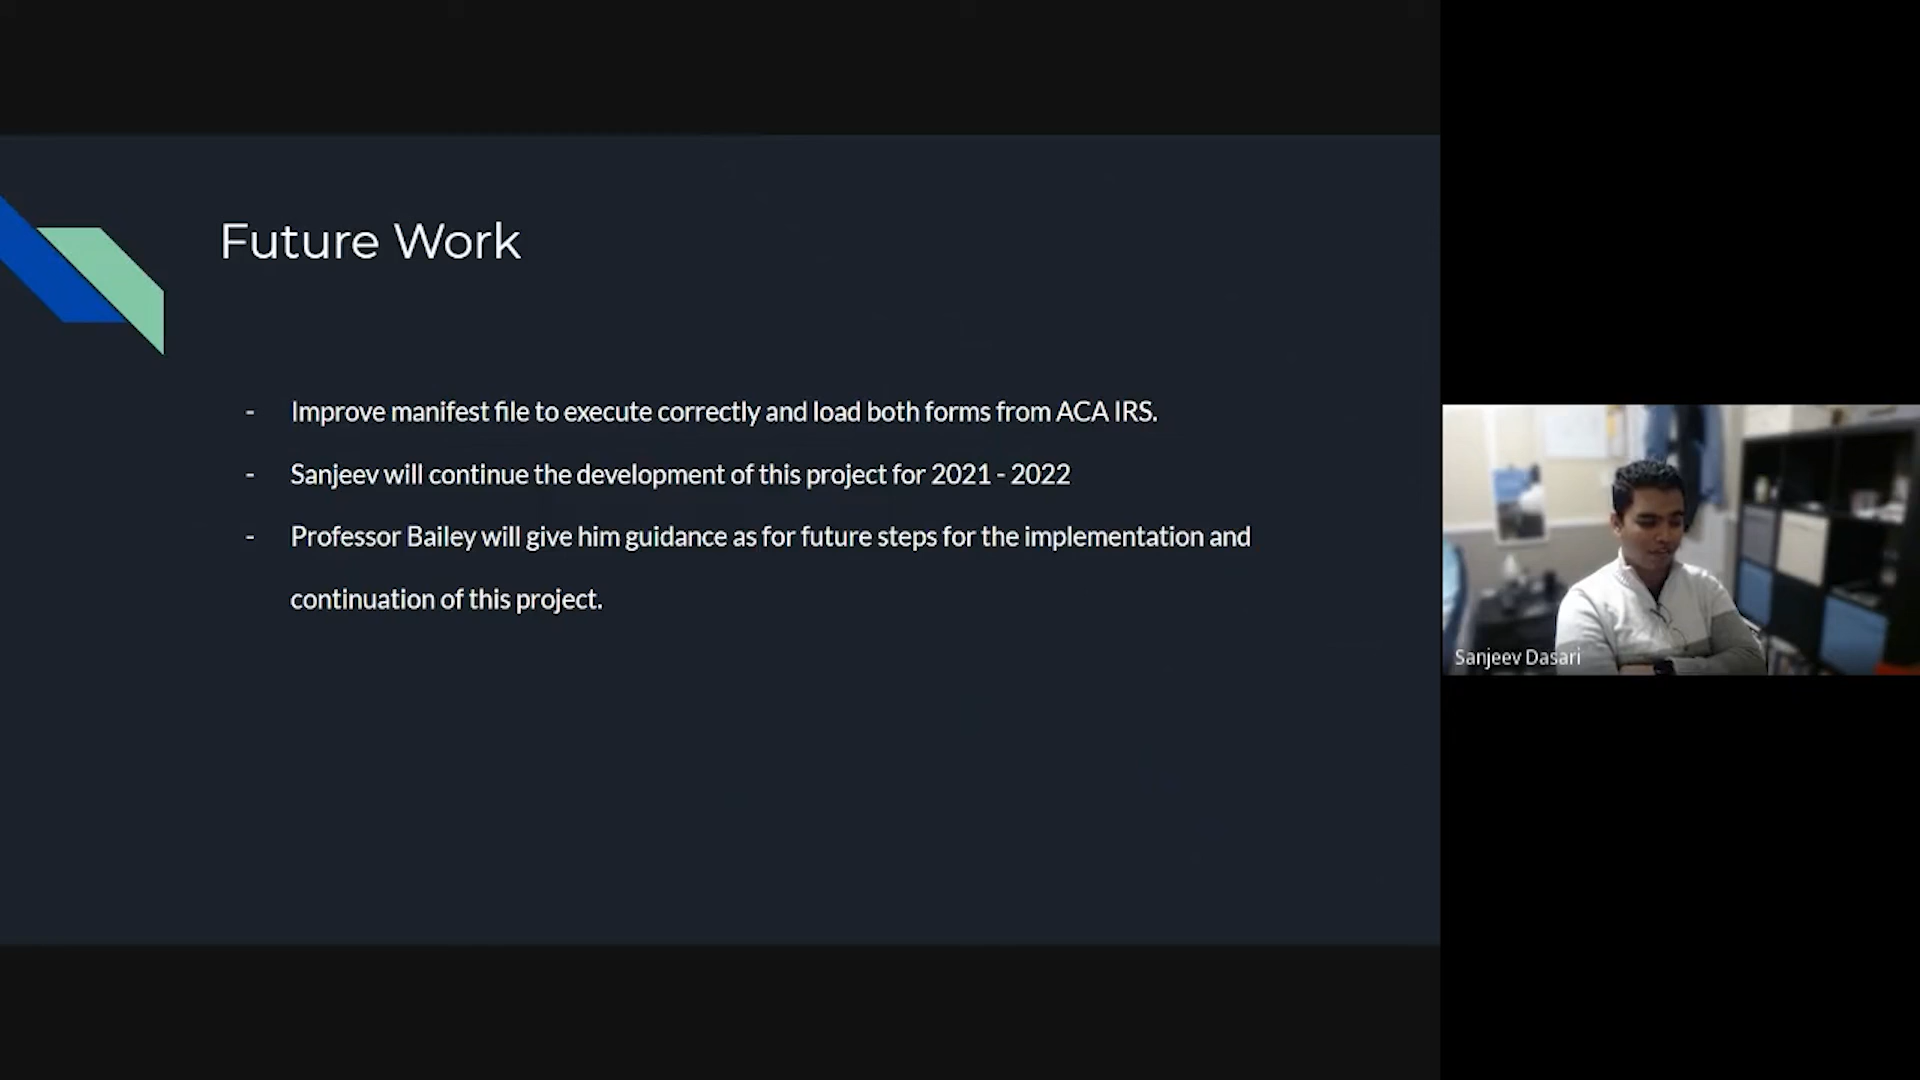 Future Work
- Improve manifest file to execute correctly and load both forms from ACA IRS.
- Sanjeev will continue the development of this project for 2021 - 2022
- Professor Bailey will give him guidance as for future steps for the implementation and
continuation of this project.
Sanjeev Dasari